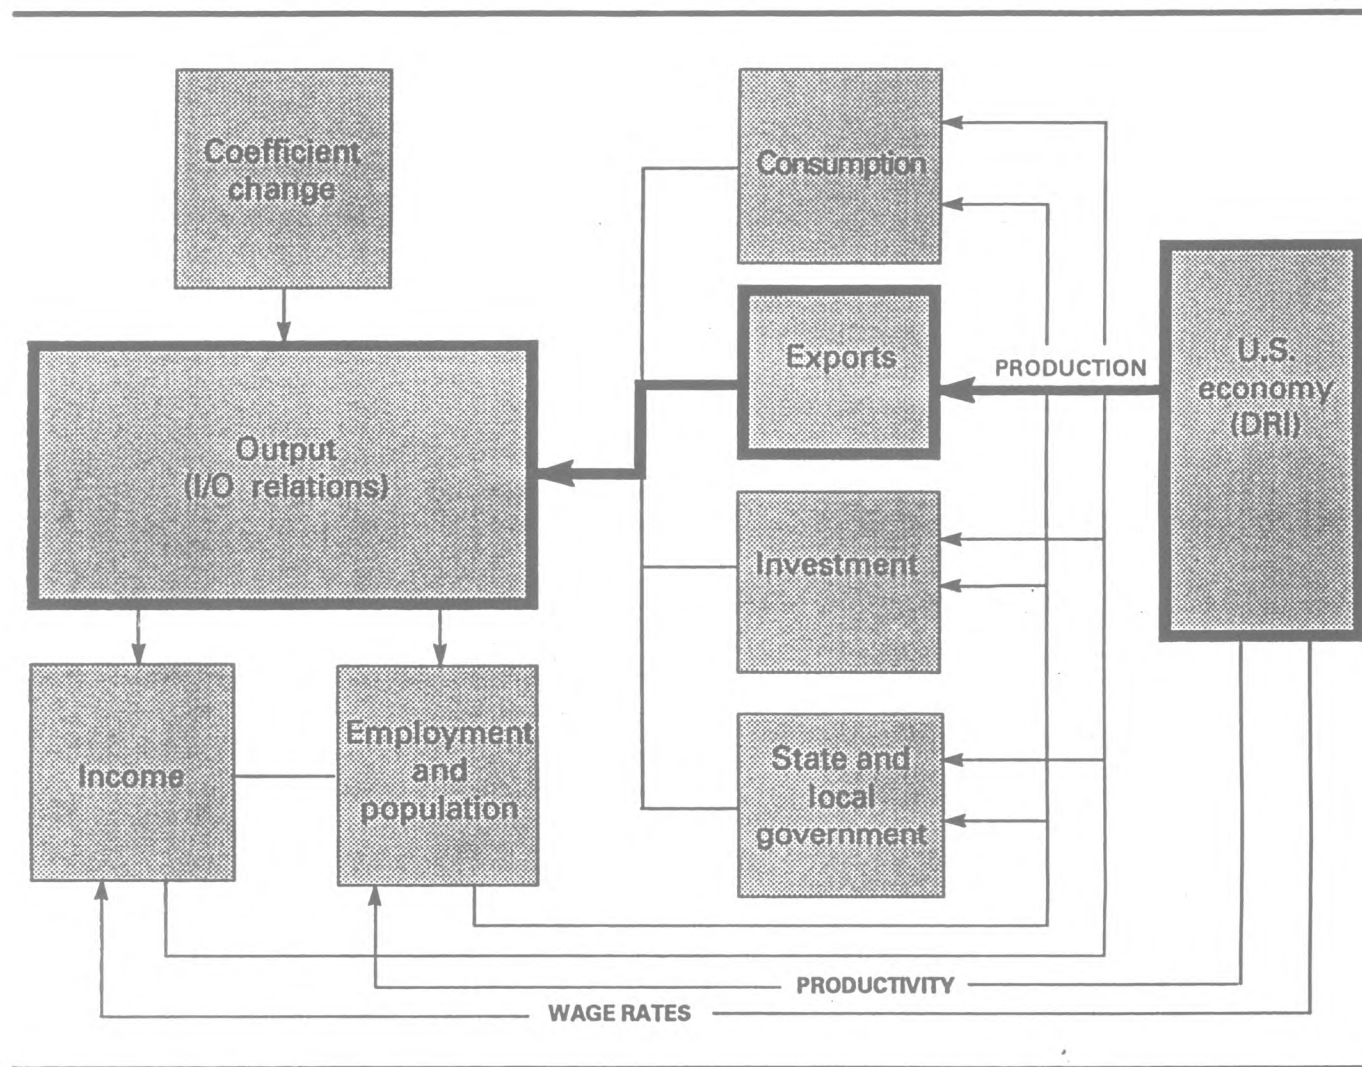 Coefficient
change
Consumption
Exports
PRODUCTION
U.S.
economy
(DRI)
Output
(I/O relations)
Investment
Income
Employment
and
population
State and
local
government
PRODUCTIVITY
WAGE RATES